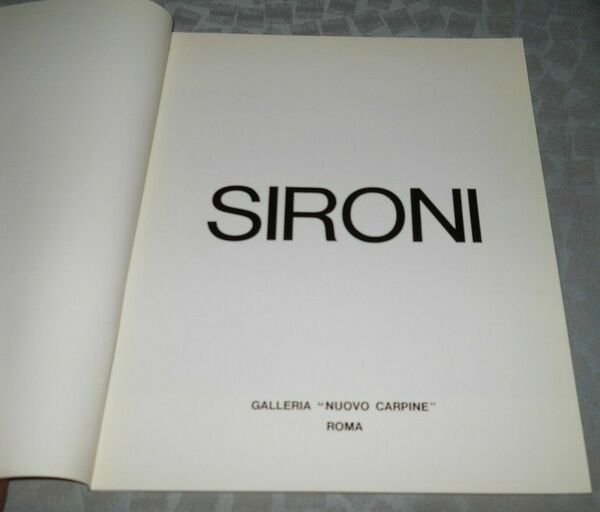 SIRONI
GALLERIA "NUOVO CARPINE"
ROMA